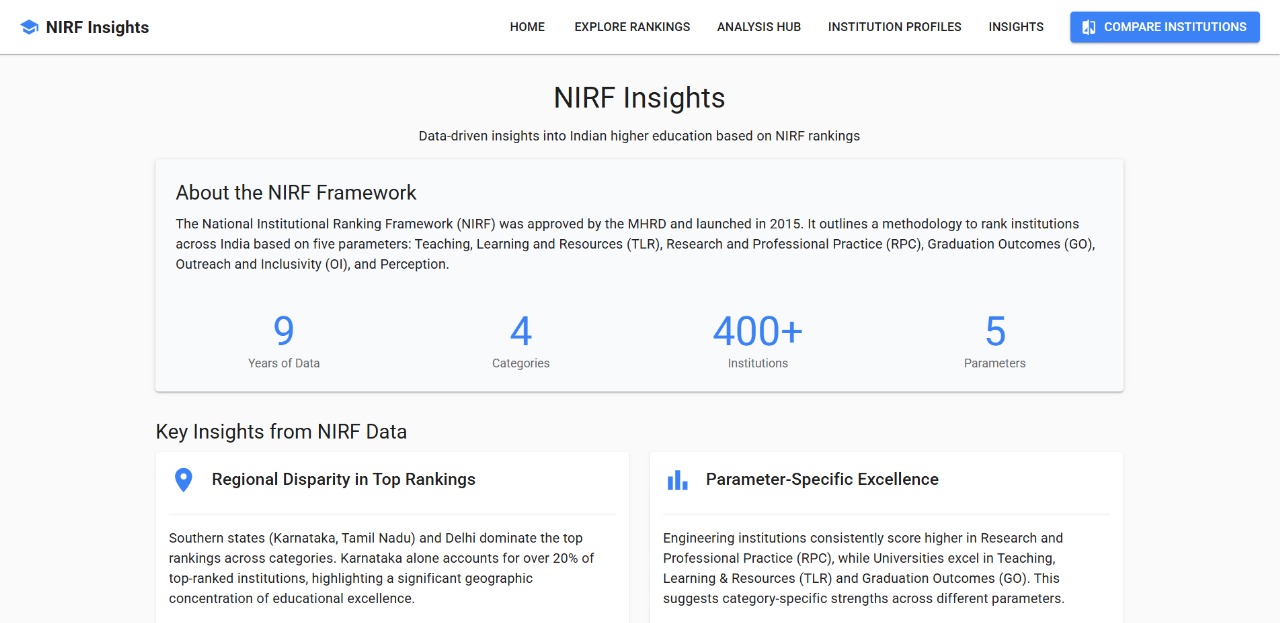 NIRF Insights
HOME
EXPLORE RANKINGS
ANALYSIS HUB
INSTITUTION PROFILES
INSIGHTS
COMPARE INSTITUTIONS
NIRF Insights
Data-driven insights into Indian higher education based on NIRF rankings
About the NIRF Framework
The National Institutional Ranking Framework (NIRF) was approved by the MHRD and launched in 2015. It outlines a methodology to rank institutions
across India based on five parameters: Teaching, Learning and Resources (TLR), Research and Professional Practice (RPC), Graduation Outcomes (GO),
Outreach and Inclusivity (OI), and Perception.
9
Years of Data
4
Categories
400+
Institutions
5
Parameters
Key Insights from NIRF Data
Regional Disparity in Top Rankings
Southern states (Karnataka, Tamil Nadu) and Delhi dominate the top
rankings across categories. Karnataka alone accounts for over 20% of
top-ranked institutions, highlighting a significant geographic
concentration of educational excellence.
Parameter-Specific Excellence
Engineering institutions consistently score higher in Research and
Professional Practice (RPC), while Universities excel in Teaching,
Learning & Resources (TLR) and Graduation Outcomes (GO). This
suggests category-specific strengths across different parameters.